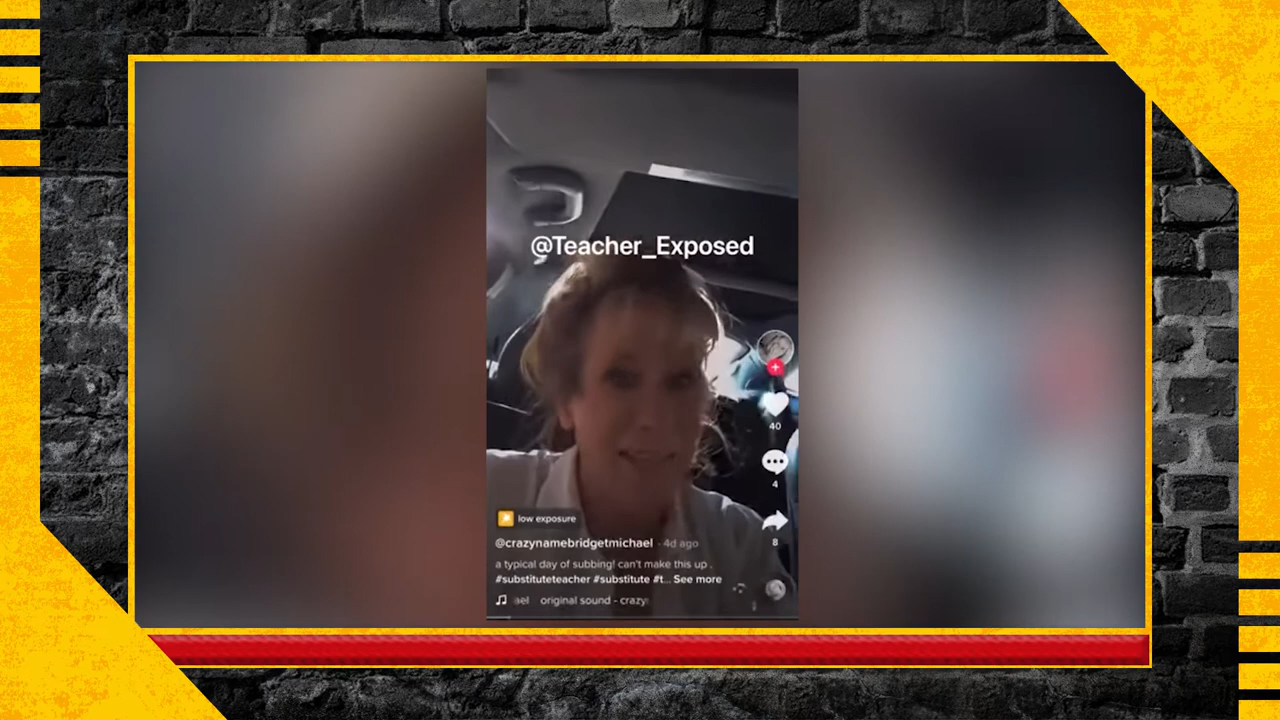 @Teacher_Exposed
40
4
8
low exposure
@crazynamebridgetmichael · 4d ago
a typical day of subbing! can't make this up .
#substituteteacher #substitute #t... See more
ael original sound - crazy